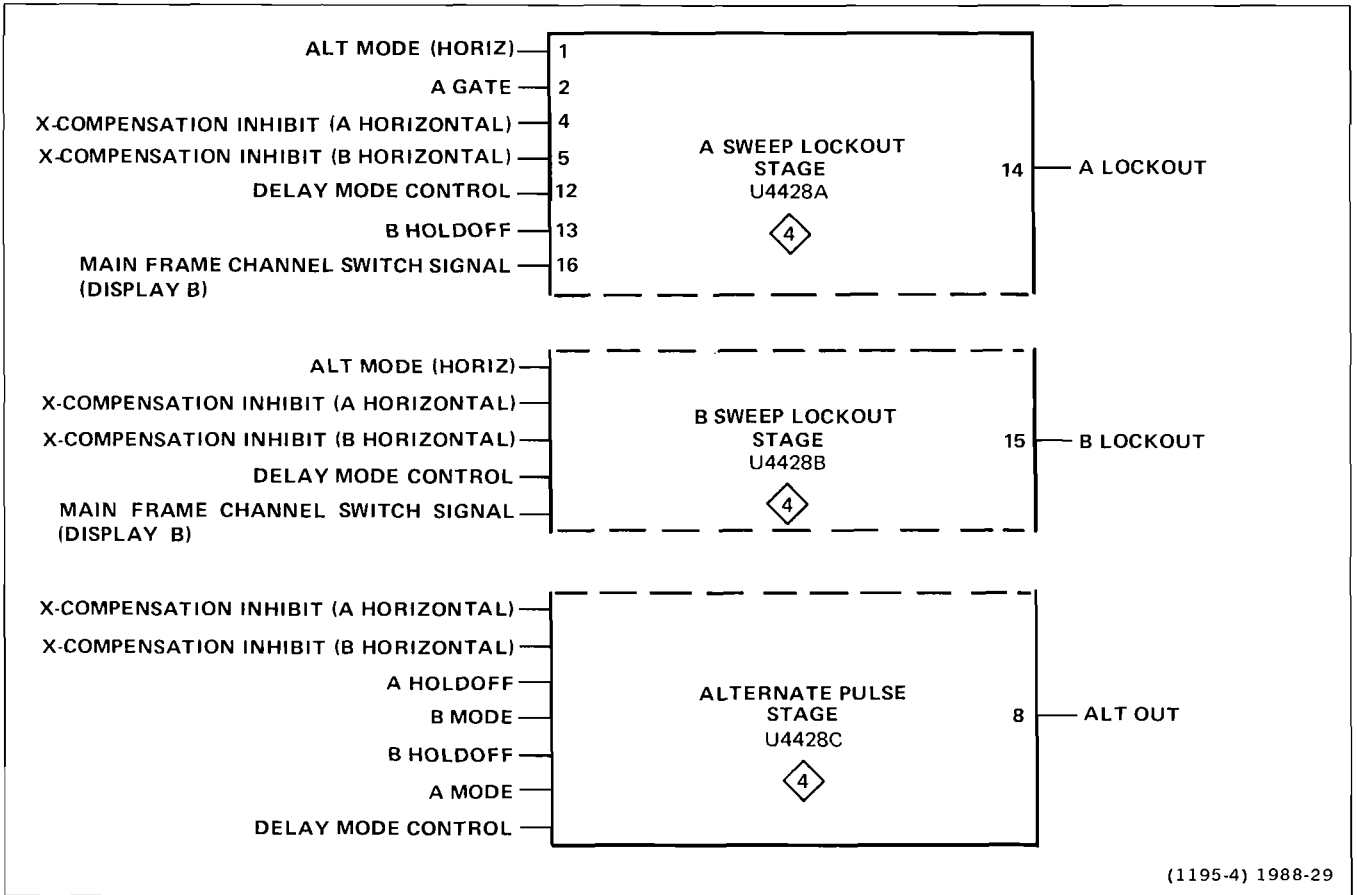 ALT MODE (HORIZ) 1
A GATE 2
X-COMPENSATION INHIBIT (A HORIZONTAL) 4
X-COMPENSATION INHIBIT (B HORIZONTAL) 5
DELAY MODE CONTROL 12
B HOLDOFF 13
MAIN FRAME CHANNEL SWITCH SIGNAL 16
(DISPLAY B)
A SWEEP LOCKOUT
STAGE
U4428A
4
14 A LOCKOUT
ALT MODE (HORIZ)
X-COMPENSATION INHIBIT (A HORIZONTAL)
X-COMPENSATION INHIBIT (B HORIZONTAL)
DELAY MODE CONTROL
MAIN FRAME CHANNEL SWITCH SIGNAL
(DISPLAY B)
B SWEEP LOCKOUT
STAGE
U4428B
4
15 B LOCKOUT
X-COMPENSATION INHIBIT (A HORIZONTAL)
X-COMPENSATION INHIBIT (B HORIZONTAL)
A HOLDOFF
B MODE
B HOLDOFF
A MODE
DELAY MODE CONTROL
ALTERNATE PULSE
STAGE
U4428C
4
8 ALT OUT
(1195-4) 1988-29